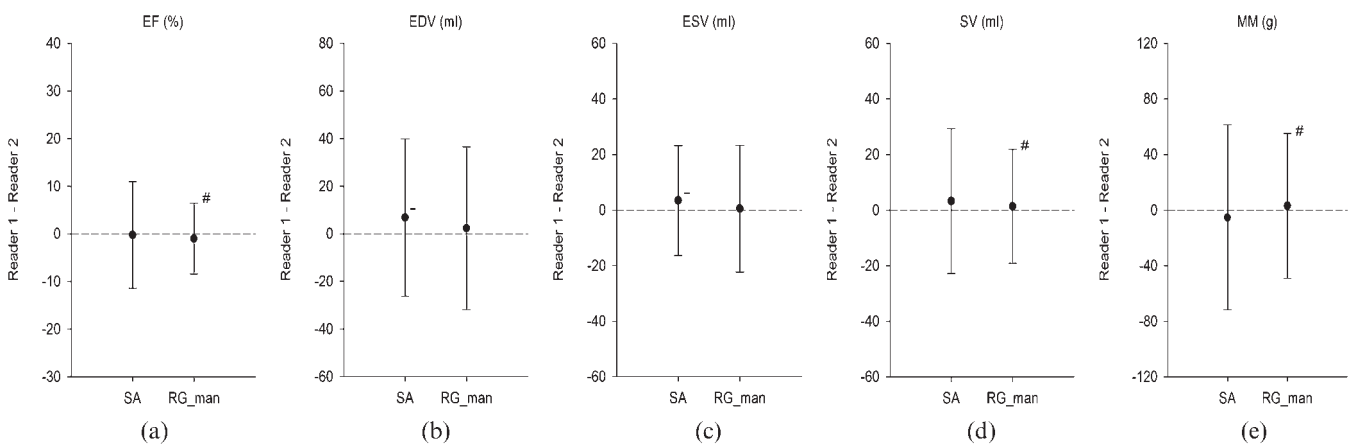 EF (%)
Reader 1 - Reader 2
40
30
20
10
0
-10
-20
-30
#
SA RG_man
(a)
EDV (ml)
Reader 1 - Reader 2
80
60
40
20
0
-20
-40
-60
-
SA RG_man
(b)
ESV (ml)
Reader 1 - Reader 2
60
40
20
0
-20
-40
-60
-
SA RG_man
(c)
SV (ml)
Reader 1 - Reader 2
60
40
20
0
-20
-40
-60
#
SA RG_man
(d)
MM (g)
Reader 1 - Reader 2
120
80
40
0
-40
-80
-120
#
SA RG_man
(e)